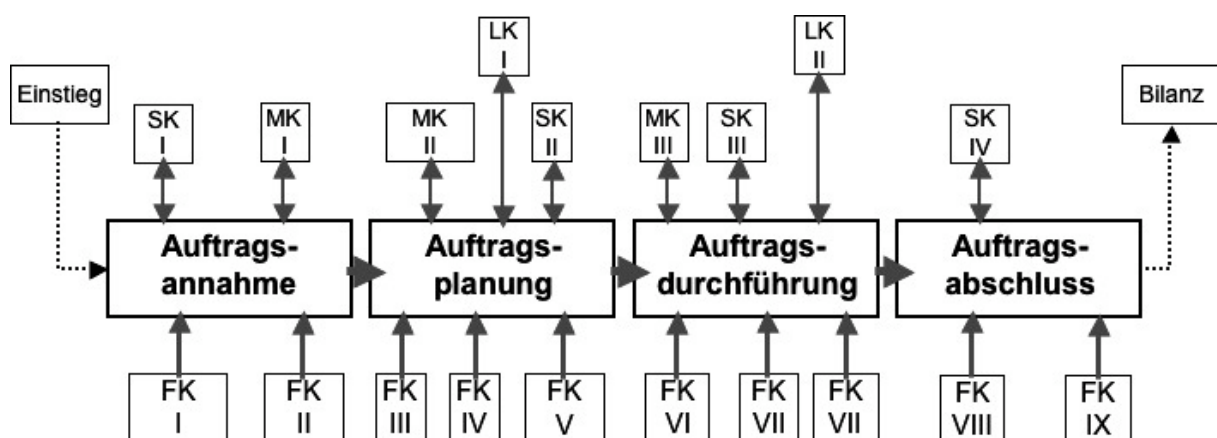 LK
I
LK
II
Einstieg
Bilanz
SK
I
MK
I
MK
II
SK
II
MK
III
SK
III
SK
IV
Auftrags-
annahme
Auftrags-
planung
Auftrags-
durchführung
Auftrags-
abschluss
FK
I
FK
II
FK
III
FK
IV
FK
V
FK
VI
FK
VII
FK
VII
FK
VIII
FK
IX